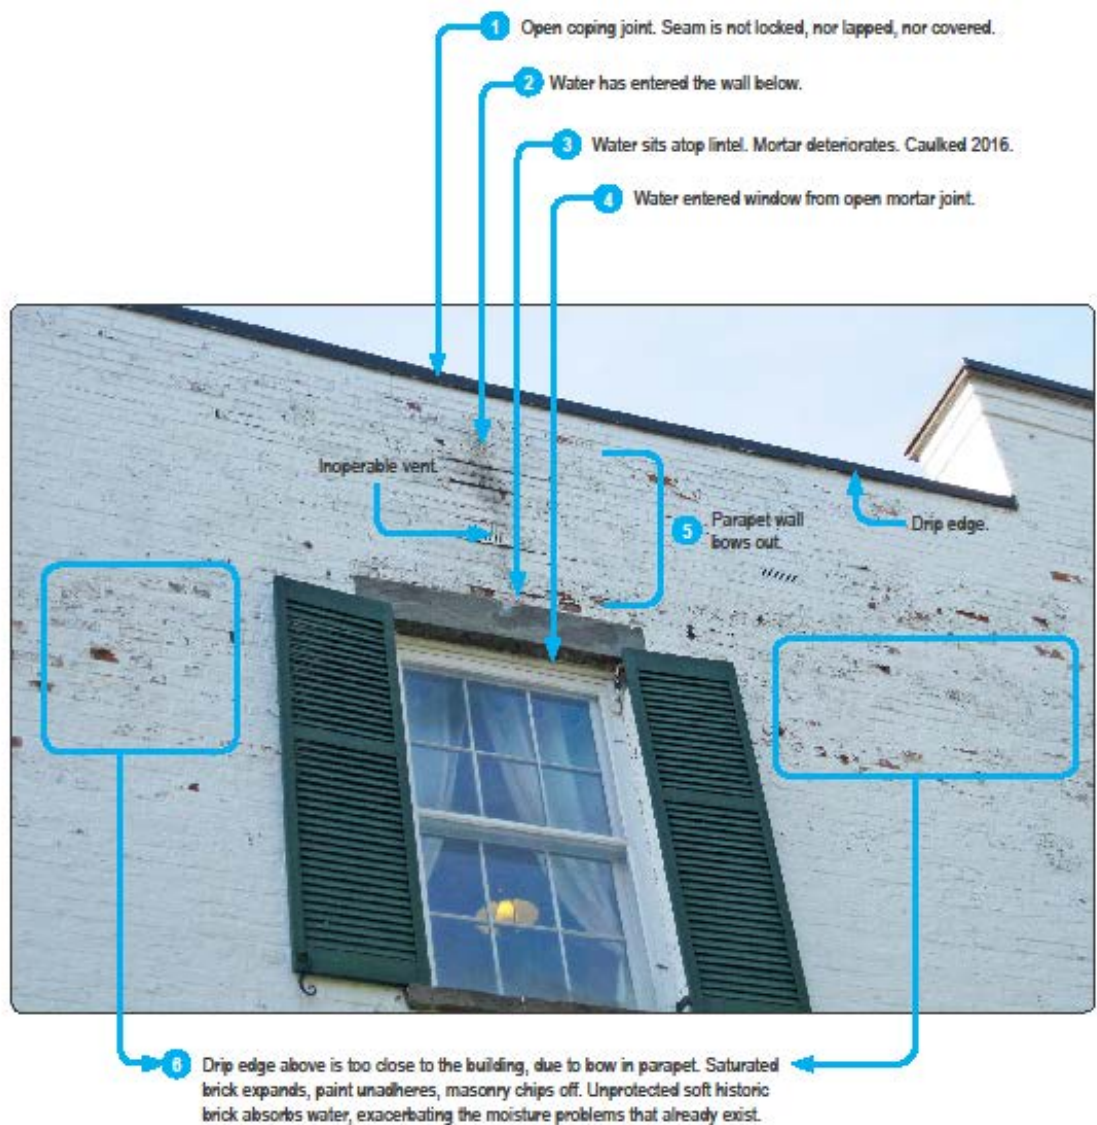 1 Open coping joint. Seam is not locked, nor lapped, nor covered.
2 Water has entered the wall below.
3 Water sits atop lintel. Mortar deteriorates. Caulked 2016.
4 Water entered window from open mortar joint.
Inoperable vent.
5 Parapet wall
bows out.
Drip edge.
6 Drip edge above is too close to the building, due to bow in parapet. Saturated
brick expands, paint unadheres, masonry chips off. Unprotected soft historic
brick absorbs water, exacerbating the moisture problems that already exist.